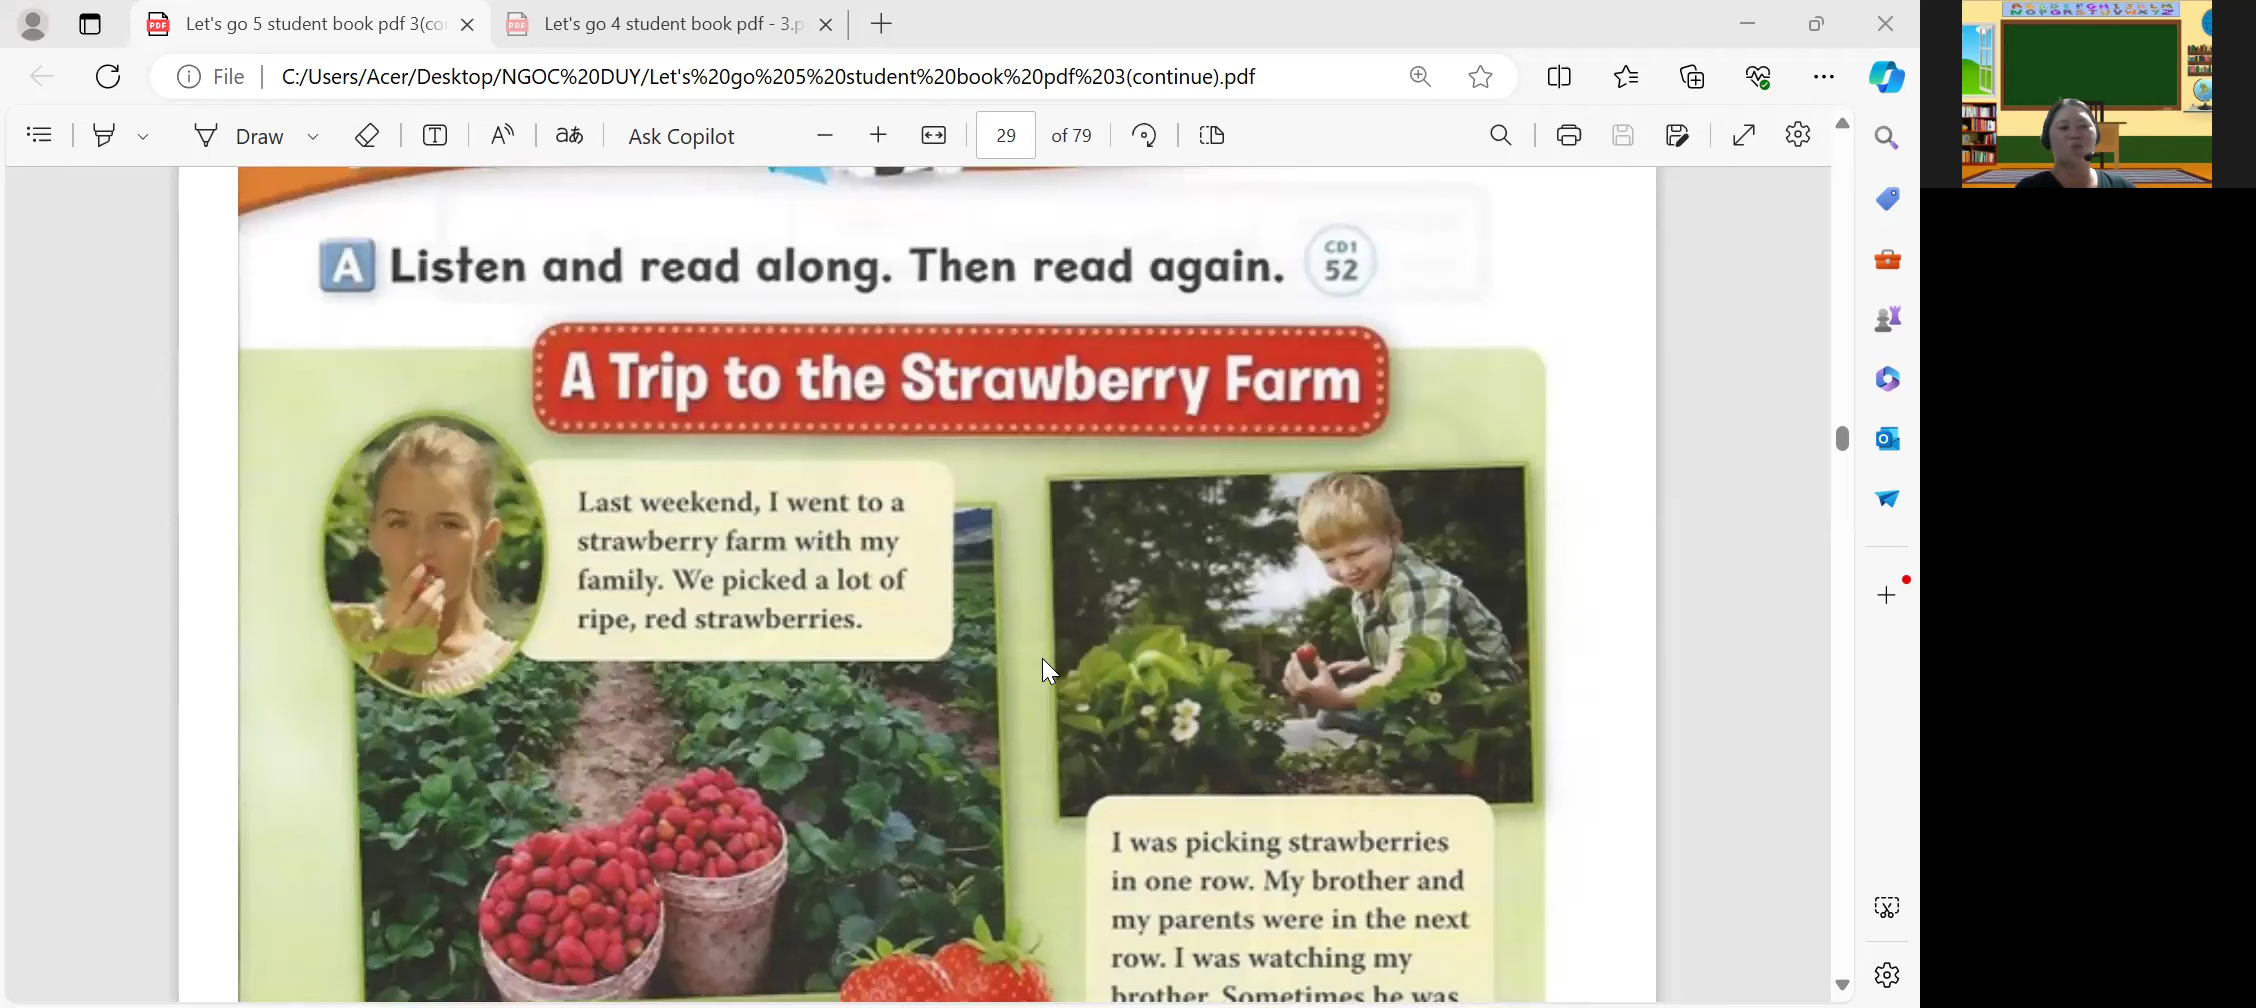 Let's go 5 student book pdf 3(co
Let's go 4 student book pdf - 3.p
File
C:/Users/Acer/Desktop/NGOC%20DUY/Let's%20go%205%20student%20book%20pdf%203(continue).pdf
Draw
Ask Copilot
29 of 79
A Listen and read along. Then read again. CD1 52
A Trip to the Strawberry Farm
Last weekend, I went to a
strawberry farm with my
family. We picked a lot of
ripe, red strawberries.
I was picking strawberries
in one row. My brother and
my parents were in the next
row. I was watching my
brother. Sometimes he was